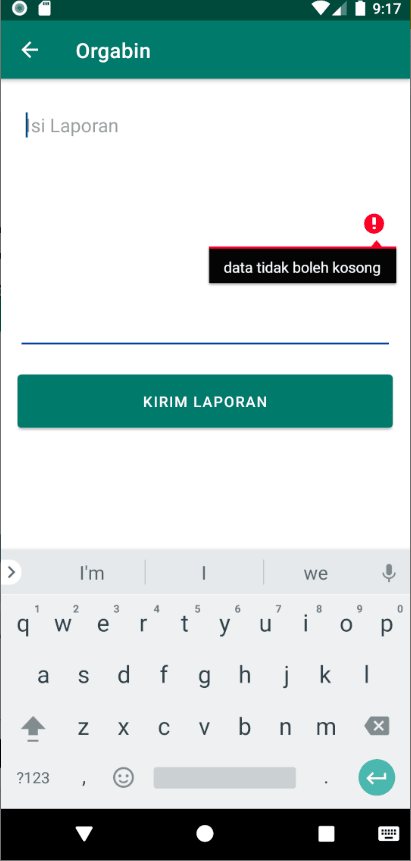 9:17
Orgabin
Isi Laporan
data tidak boleh kosong
KIRIM LAPORAN
I'm I we
1 2 3 4 5 6 7 8 9 0
q w e r t y u i o p
a s d f g h j k l
z x c v b n m
?123 , .